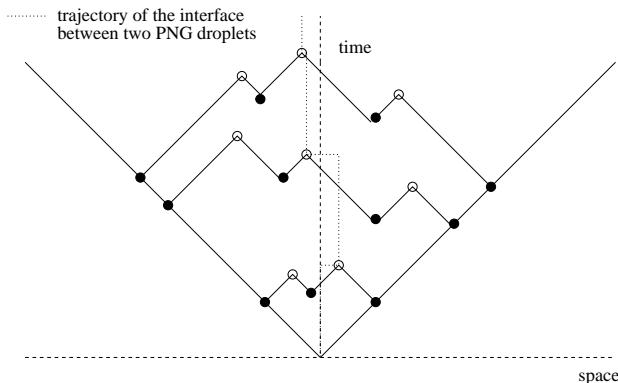 trajectory of the interface
between two PNG droplets
time
space